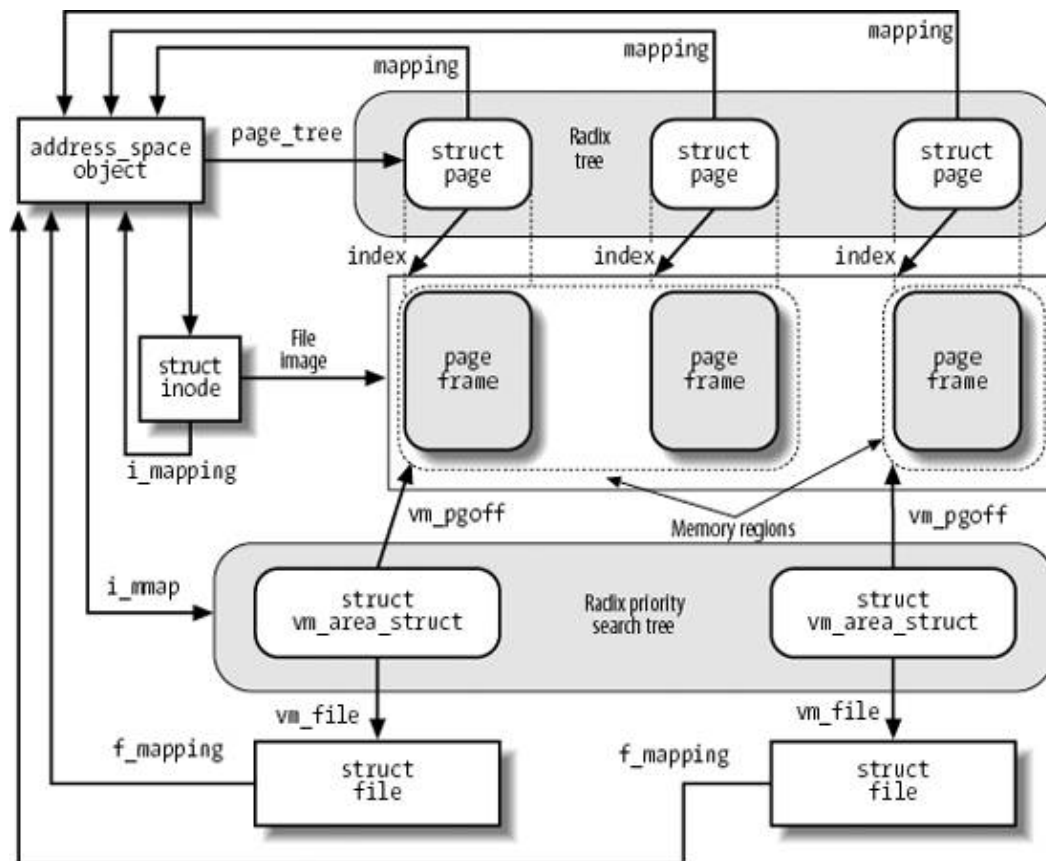 mapping
mapping
mapping
address_space
object
page_tree
Radix
tree
struct
page
struct
page
struct
page
index
index
index
struct
inode
File
image
page
frame
page
frame
page
frame
i_mapping
vm_pgoff
Memory regions
vm_pgoff
i_mmap
struct
vm_area_struct
Radix priority
search tree
struct
vm_area_struct
vm_file
vm_file
f_mapping
struct
file
f_mapping
struct
file